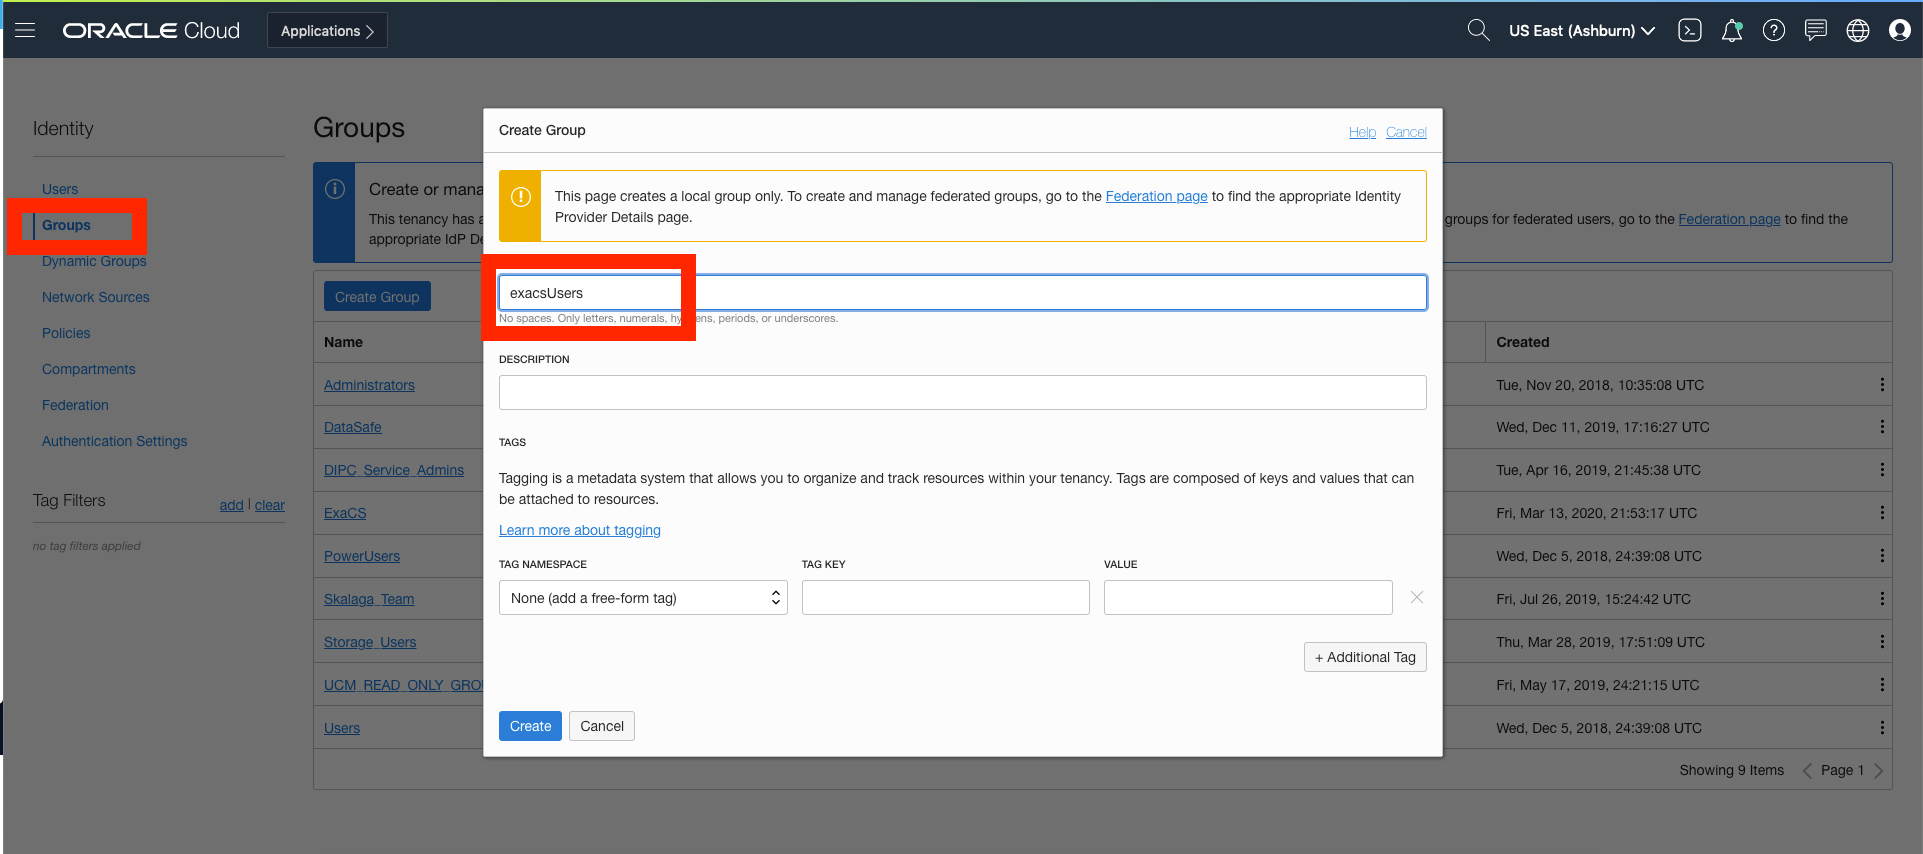 ORACLE Cloud
Applications
US East (Ashburn)
Identity
Users
Groups
Dynamic Groups
Network Sources
Policies
Compartments
Federation
Authentication Settings
Tag Filters
add | clear
no tag filters applied
Groups
Create or mana
This tenancy has a
appropriate IdP De
groups for federated users, go to the Federation page to find the
Create Group
Name
Created
Administrators
Tue, Nov 20, 2018, 10:35:08 UTC
DataSafe
Wed, Dec 11, 2019, 17:16:27 UTC
DIPC_Service_Admins
Tue, Apr 16, 2019, 21:45:38 UTC
ExaCS
Fri, Mar 13, 2020, 21:53:17 UTC
PowerUsers
Wed, Dec 5, 2018, 24:39:08 UTC
Skalaga_Team
Fri, Jul 26, 2019, 15:24:42 UTC
Storage_Users
Thu, Mar 28, 2019, 17:51:09 UTC
UCM_READ_ONLY_GROU
Fri, May 17, 2019, 24:21:15 UTC
Users
Wed, Dec 5, 2018, 24:39:08 UTC
Showing 9 Items
Page 1
Create Group
Help Cancel
This page creates a local group only. To create and manage federated groups, go to the Federation page to find the appropriate Identity
Provider Details page.
exacsUsers
No spaces. Only letters, numerals, hy ens, periods, or underscores.
DESCRIPTION
TAGS
Tagging is a metadata system that allows you to organize and track resources within your tenancy. Tags are composed of keys and values that can
be attached to resources.
Learn more about tagging
TAG NAMESPACE
TAG KEY
VALUE
None (add a free-form tag)
+ Additional Tag
Create
Cancel